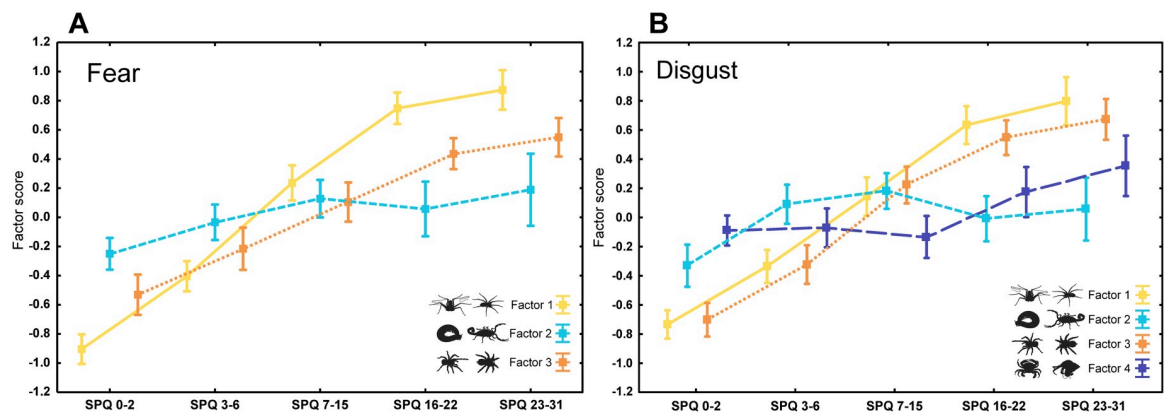 A
Fear
Factor score
1.2
1.0
0.8
0.6
0.4
0.2
0.0
-0.2
-0.4
-0.6
-0.8
-1.0
-1.2
SPQ 0-2 SPQ 3-6 SPQ 7-15 SPQ 16-22 SPQ 23-31
Factor 1
Factor 2
Factor 3
B
Disgust
Factor score
1.2
1.0
0.8
0.6
0.4
0.2
0.0
-0.2
-0.4
-0.6
-0.8
-1.0
-1.2
SPQ 0-2 SPQ 3-6 SPQ 7-15 SPQ 16-22 SPQ 23-31
Factor 1
Factor 2
Factor 3
Factor 4